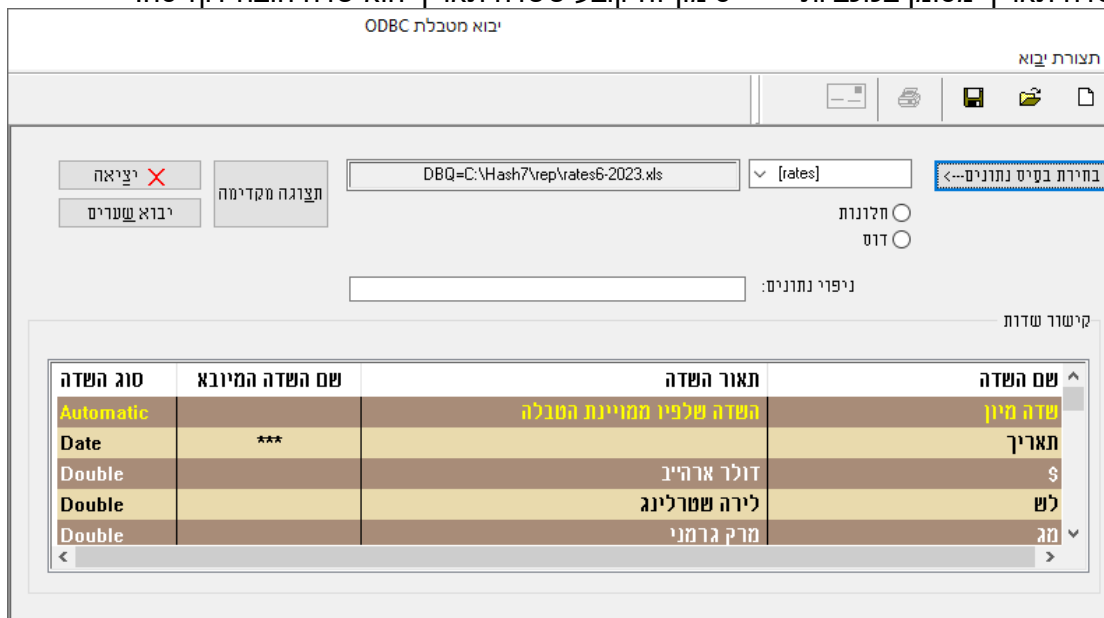 יבוא מטבלת ODBC
תצורת יבוא
בחירת בסיס נתונים--->
[rates]
DBQ=C:\Hash7\rep\rates6-2023.xls
תצוגה מקדימה
יציאה
יבוא שערים
חלונות
דוס
ניפוי נתונים:
קישור שדות
שם השדה תאור השדה שם השדה המיובא סוג השדה
שדה מיון השדה שלפיו ממויינת הטבלה Automatic
תאריך *** Date
$ דולר ארה"ב Double
לש לירה שטרלינג Double
מג מרק גרמני Double